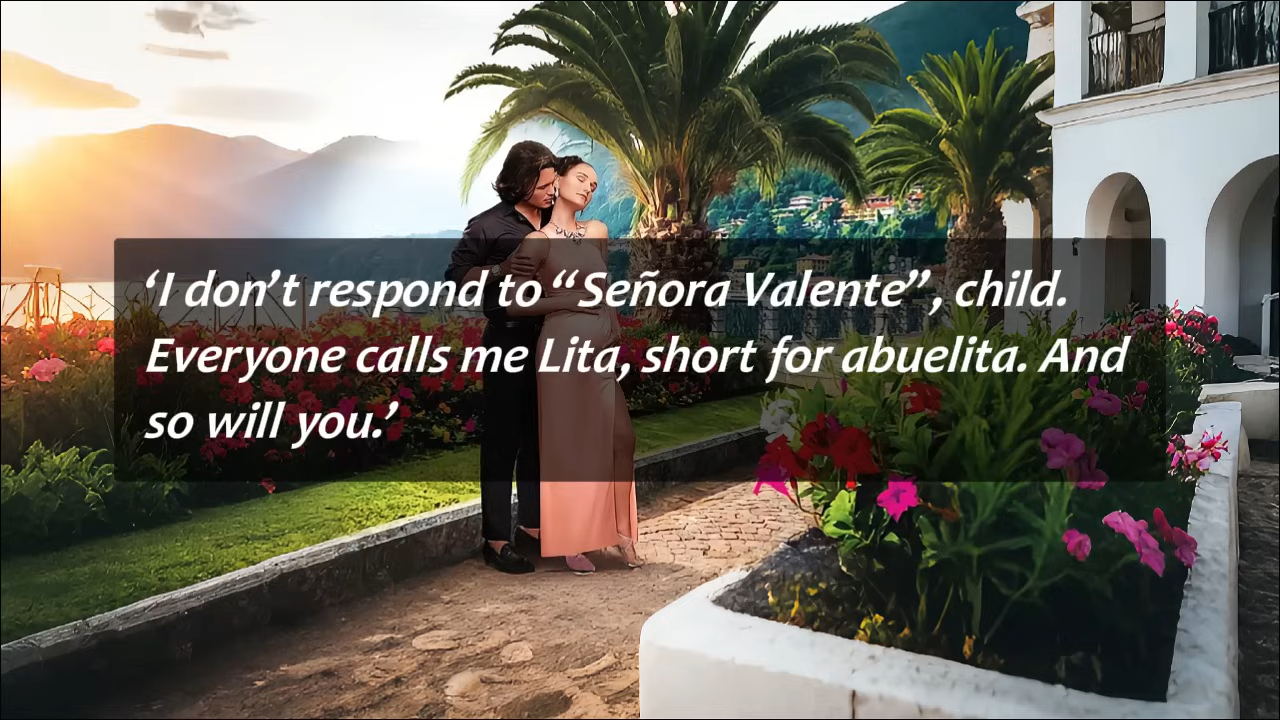 ‘I don’t respond to “Señora Valente”, child.
Everyone calls me Lita, short for abuelita. And
so will you.’